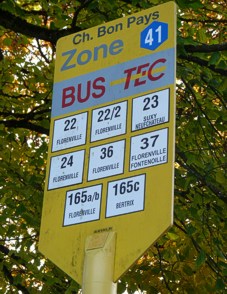 Ch. Bon Pays
Zone 41
BUS-TEC
22
FLORENVILLE
22/2
FLORENVILLE
23
SUXY
NEUFCHATEAU
24
FLORENVILLE
36
FLORENVILLE
37
FLORENVILLE
FONTENOILLE
165a/b
FLORENVILLE
165c
BERTRIX